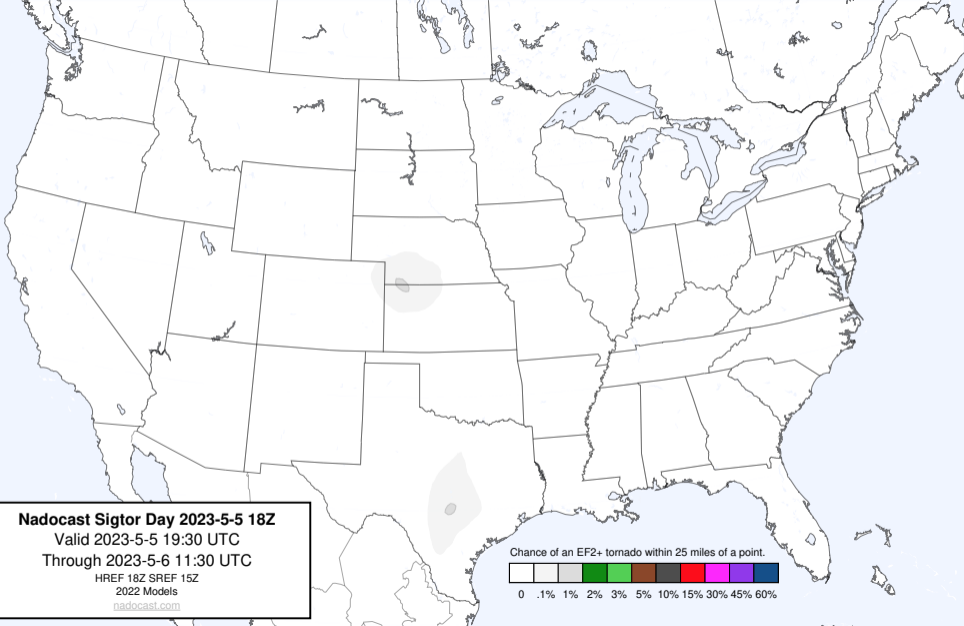 Nadocast Sigtor Day 2023-5-5 18Z
Valid 2023-5-5 19:30 UTC
Through 2023-5-6 11:30 UTC
HREF 18Z SREF 15Z
2022 Models
nadocast.com
Chance of an EF2+ tornado within 25 miles of a point.
0 .1% 1% 2% 3% 5% 10% 15% 30% 45% 60%